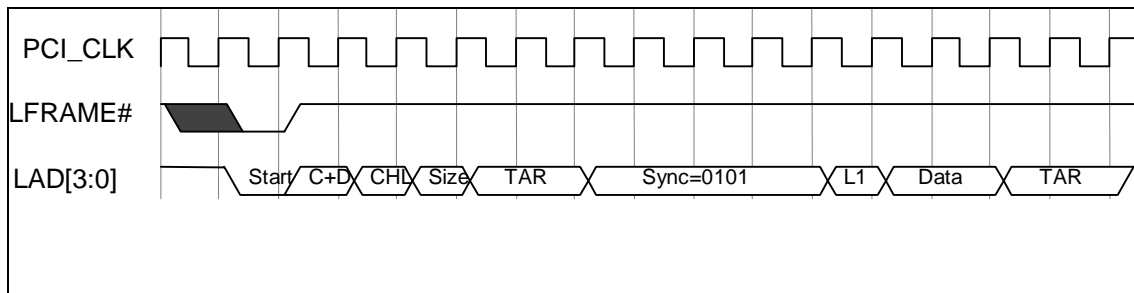 PCI_CLK
LFRAME#
LAD[3:0] Start C+D CHL Size TAR Sync=0101 L1 Data TAR